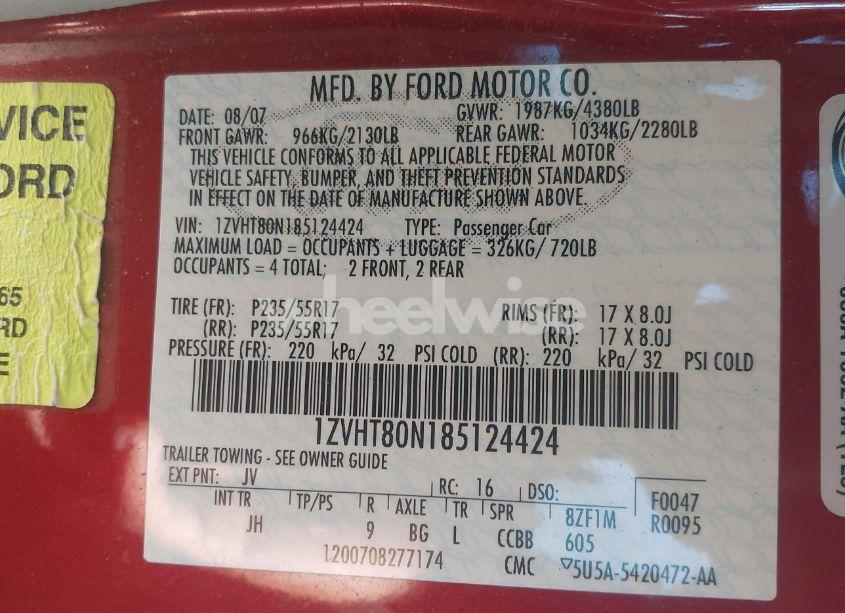 VICE
ORD
65
RD
E
MFD. BY FORD MOTOR CO.
DATE: 08/07 GVWR: 1987KG/4380LB
FRONT GAWR: 966KG/2130LB REAR GAWR: 1034KG/2280LB
THIS VEHICLE CONFORMS TO ALL APPLICABLE FEDERAL MOTOR
VEHICLE SAFETY, BUMPER, AND THEFT PREVENTION STANDARDS
IN EFFECT ON THE DATE OF MANUFACTURE SHOWN ABOVE.
VIN: 1ZVHT80N185124424 TYPE: Passenger Car
MAXIMUM LOAD = OCCUPANTS + LUGGAGE = 326KG/ 720LB
OCCUPANTS = 4 TOTAL: 2 FRONT, 2 REAR
heelwise
TIRE (FR): P235/55R17 RIMS (FR): 17 X 8.0J
(RR): P235/55R17 (RR): 17 X 8.0J
PRESSURE (FR): 220 kPa/ 32 PSI COLD (RR): 220 kPa/ 32 PSI COLD
1ZVHT80N185124424
TRAILER TOWING - SEE OWNER GUIDE
EXT PNT: JV RC: 16 DSO: F0047
INT TR TP/PS R AXLE TR SPR 8ZF1M R0095
JH 9 BG L CCBB 605
1200708277174 CMC ▽5U5A-5420472-AA